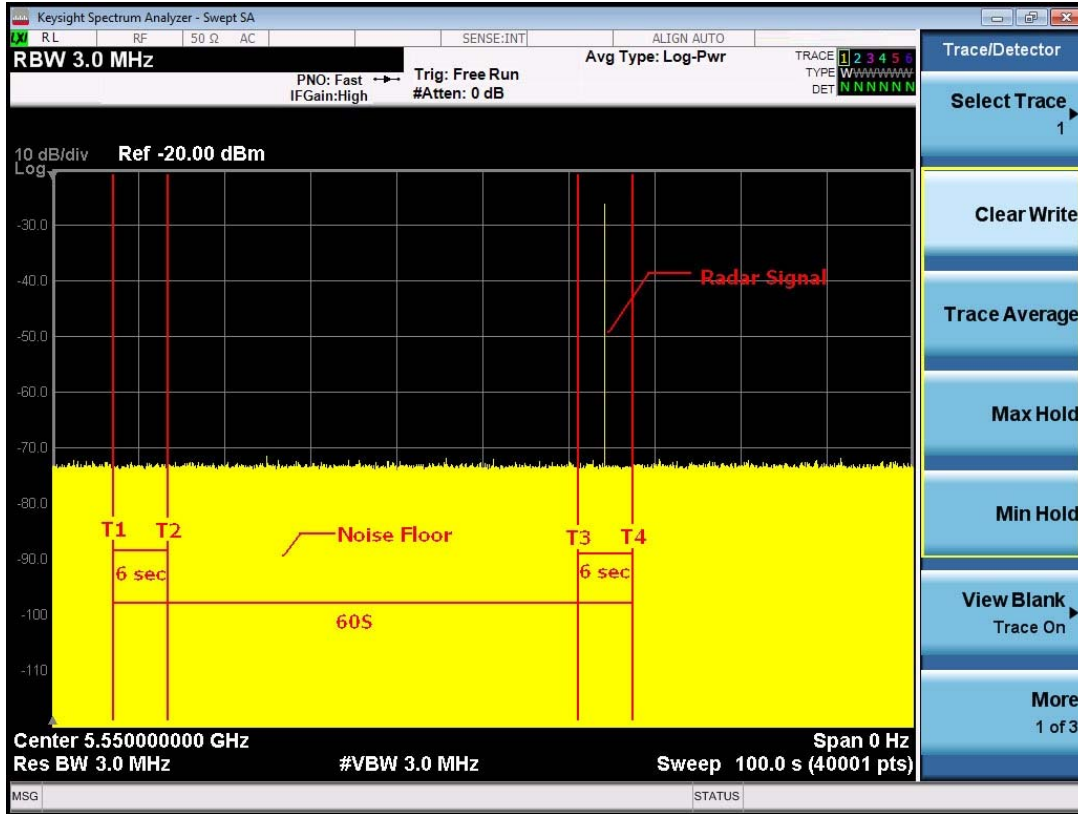 Keysight Spectrum Analyzer - Swept SA
LXI RL RF 50 Ω AC SENSE:INT ALIGN AUTO
RBW 3.0 MHz
PNO: Fast
IFGain:High
Trig: Free Run
#Atten: 0 dB
Avg Type: Log-Pwr
TRACE 1 2 3 4 5 6
TYPE WWWWWW
DET N N N N N N
10 dB/div Ref -20.00 dBm
Log
-30.0
-40.0
-50.0
-60.0
-70.0
-80.0
-90.0
-100
-110
Radar Signal
T1 T2 Noise Floor T3 T4
6 sec 6 sec
60S
Center 5.550000000 GHz Span 0 Hz
Res BW 3.0 MHz #VBW 3.0 MHz Sweep 100.0 s (40001 pts)
MSG STATUS
Trace/Detector
Select Trace
1
Clear Write
Trace Average
Max Hold
Min Hold
View Blank
Trace On
More
1 of 3